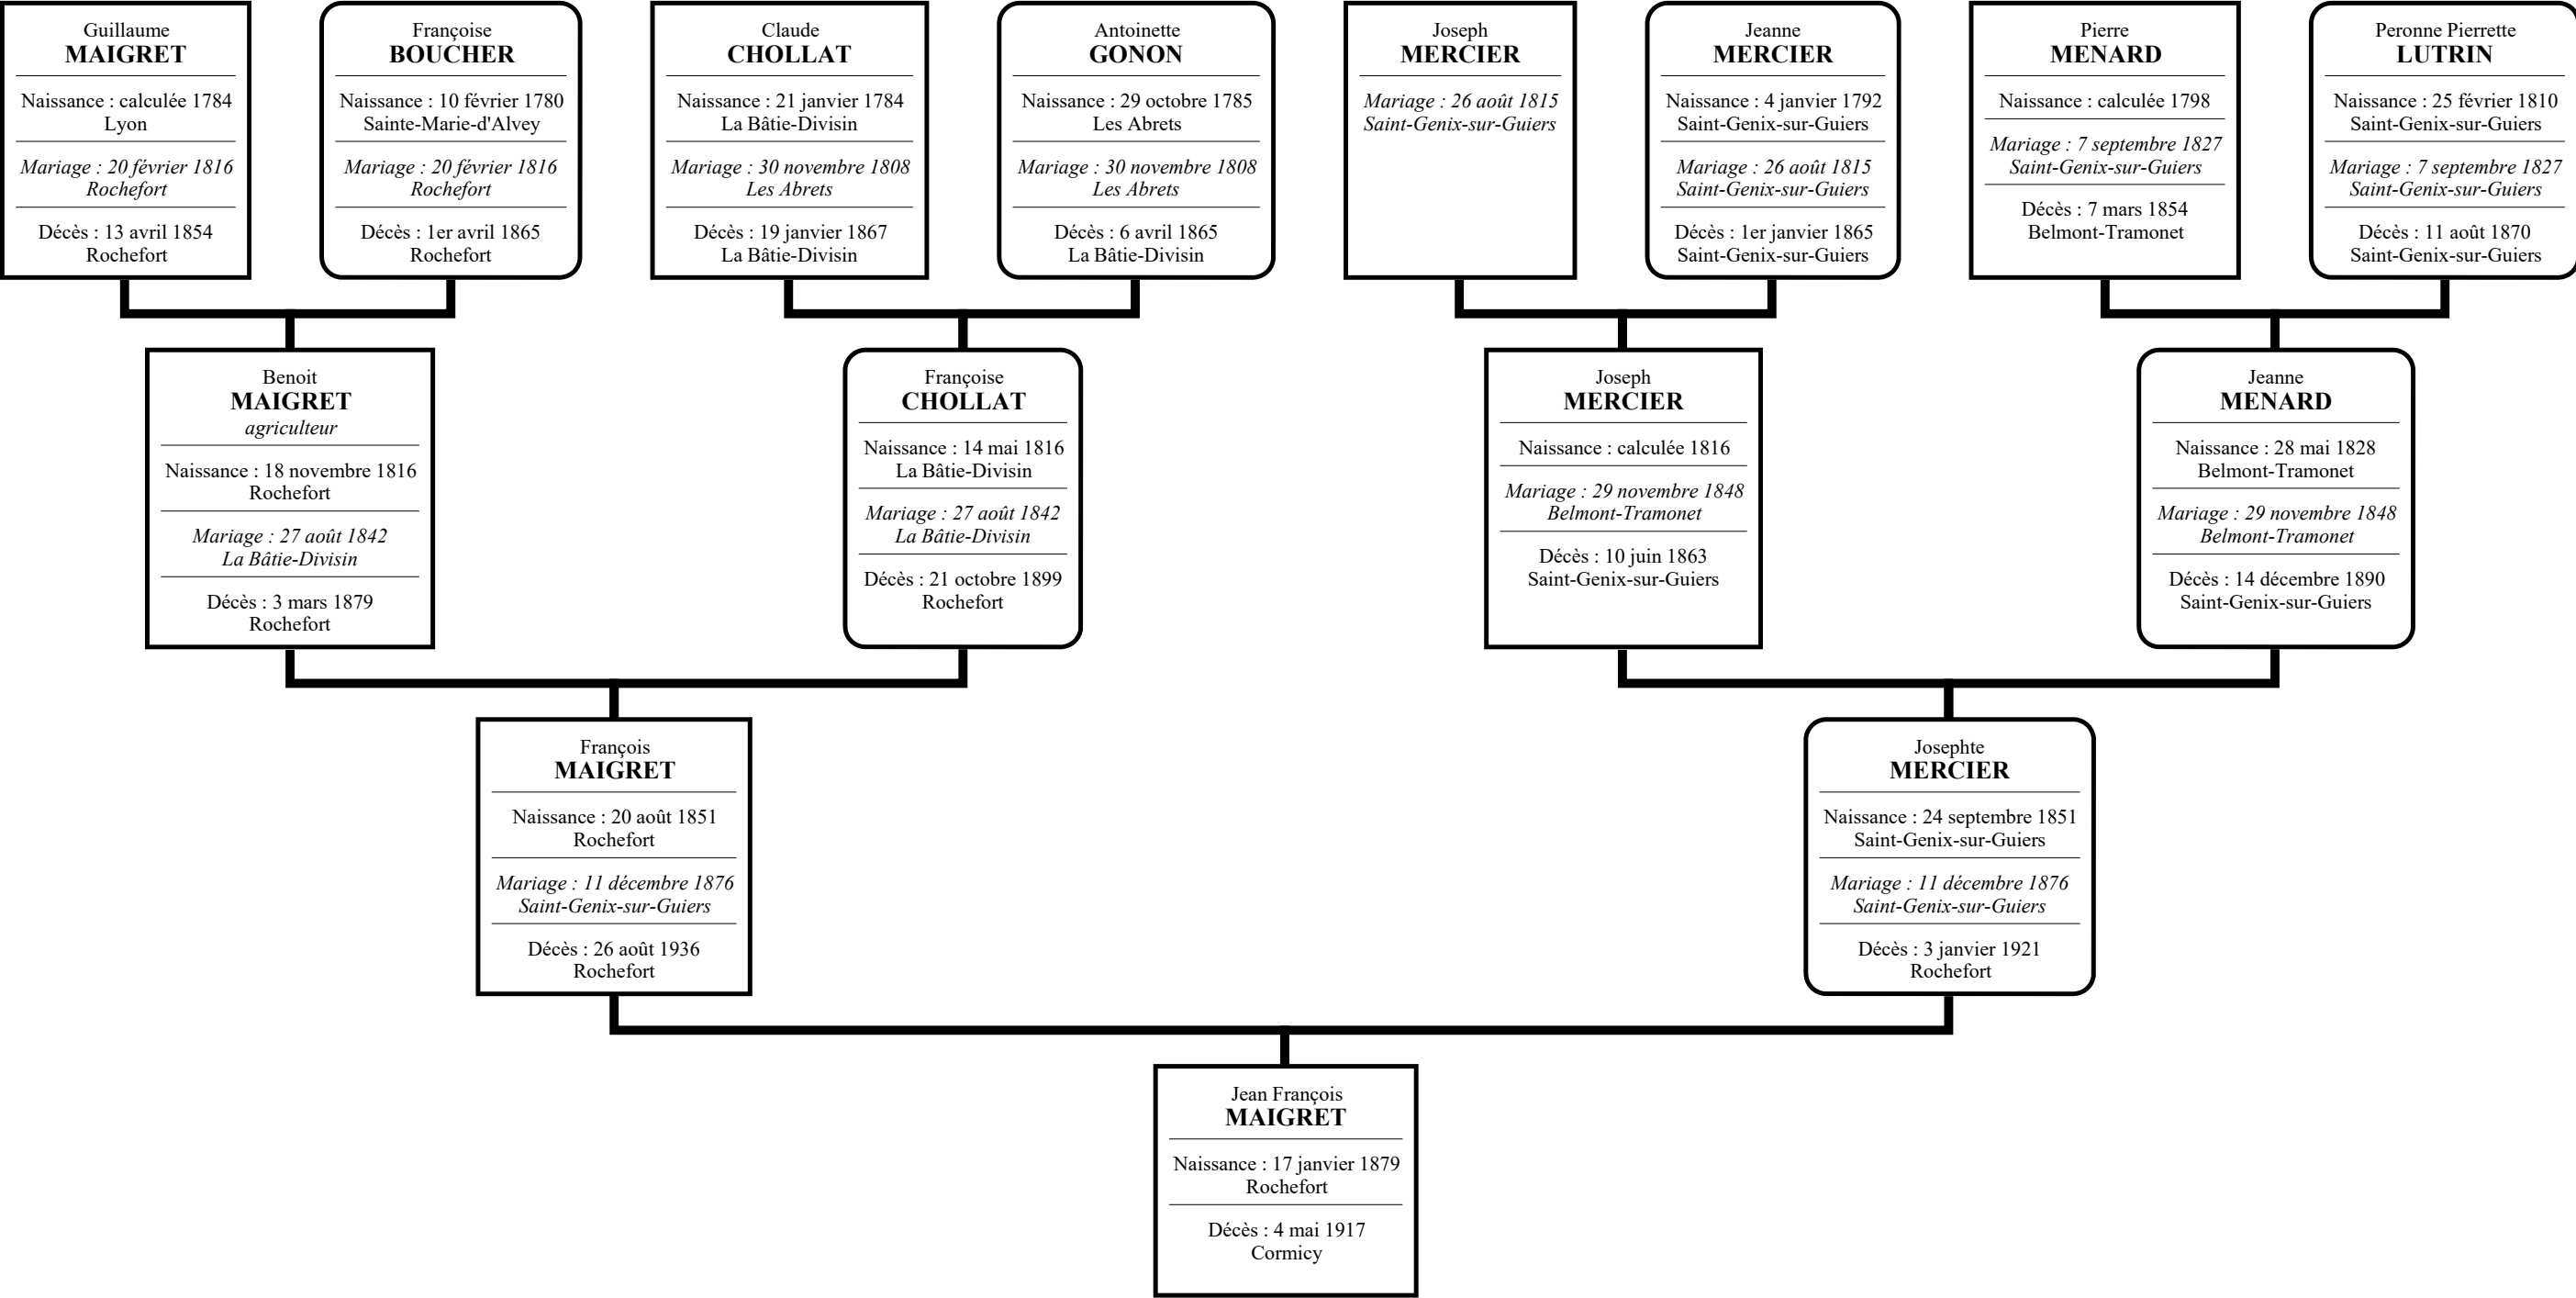 Guillaume
MAIGRET
Naissance : calculée 1784
Lyon
Mariage : 20 février 1816
Rochefort
Décès : 13 avril 1854
Rochefort
Françoise
BOUCHER
Naissance : 10 février 1780
Sainte-Marie-d'Alvey
Mariage : 20 février 1816
Rochefort
Décès : 1er avril 1865
Rochefort
Claude
CHOLLAT
Naissance : 21 janvier 1784
La Bâtie-Divisin
Mariage : 30 novembre 1808
Les Abrets
Décès : 19 janvier 1867
La Bâtie-Divisin
Antoinette
GONON
Naissance : 29 octobre 1785
Les Abrets
Mariage : 30 novembre 1808
Les Abrets
Décès : 6 avril 1865
La Bâtie-Divisin
Joseph
MERCIER
Mariage : 26 août 1815
Saint-Genix-sur-Guiers
Jeanne
MERCIER
Naissance : 4 janvier 1792
Saint-Genix-sur-Guiers
Mariage : 26 août 1815
Saint-Genix-sur-Guiers
Décès : 1er janvier 1865
Saint-Genix-sur-Guiers
Pierre
MENARD
Naissance : calculée 1798
Mariage : 7 septembre 1827
Saint-Genix-sur-Guiers
Décès : 7 mars 1854
Belmont-Tramonet
Peronne Pierrette
LUTRIN
Naissance : 25 février 1810
Saint-Genix-sur-Guiers
Mariage : 7 septembre 1827
Saint-Genix-sur-Guiers
Décès : 11 août 1870
Saint-Genix-sur-Guiers
Benoit
MAIGRET
agriculteur
Naissance : 18 novembre 1816
Rochefort
Mariage : 27 août 1842
La Bâtie-Divisin
Décès : 3 mars 1879
Rochefort
Françoise
CHOLLAT
Naissance : 14 mai 1816
La Bâtie-Divisin
Mariage : 27 août 1842
La Bâtie-Divisin
Décès : 21 octobre 1899
Rochefort
Joseph
MERCIER
Naissance : calculée 1816
Mariage : 29 novembre 1848
Belmont-Tramonet
Décès : 10 juin 1863
Saint-Genix-sur-Guiers
Jeanne
MENARD
Naissance : 28 mai 1828
Belmont-Tramonet
Mariage : 29 novembre 1848
Belmont-Tramonet
Décès : 14 décembre 1890
Saint-Genix-sur-Guiers
François
MAIGRET
Naissance : 20 août 1851
Rochefort
Mariage : 11 décembre 1876
Saint-Genix-sur-Guiers
Décès : 26 août 1936
Rochefort
Josephte
MERCIER
Naissance : 24 septembre 1851
Saint-Genix-sur-Guiers
Mariage : 11 décembre 1876
Saint-Genix-sur-Guiers
Décès : 3 janvier 1921
Rochefort
Jean François
MAIGRET
Naissance : 17 janvier 1879
Rochefort
Décès : 4 mai 1917
Cormicy